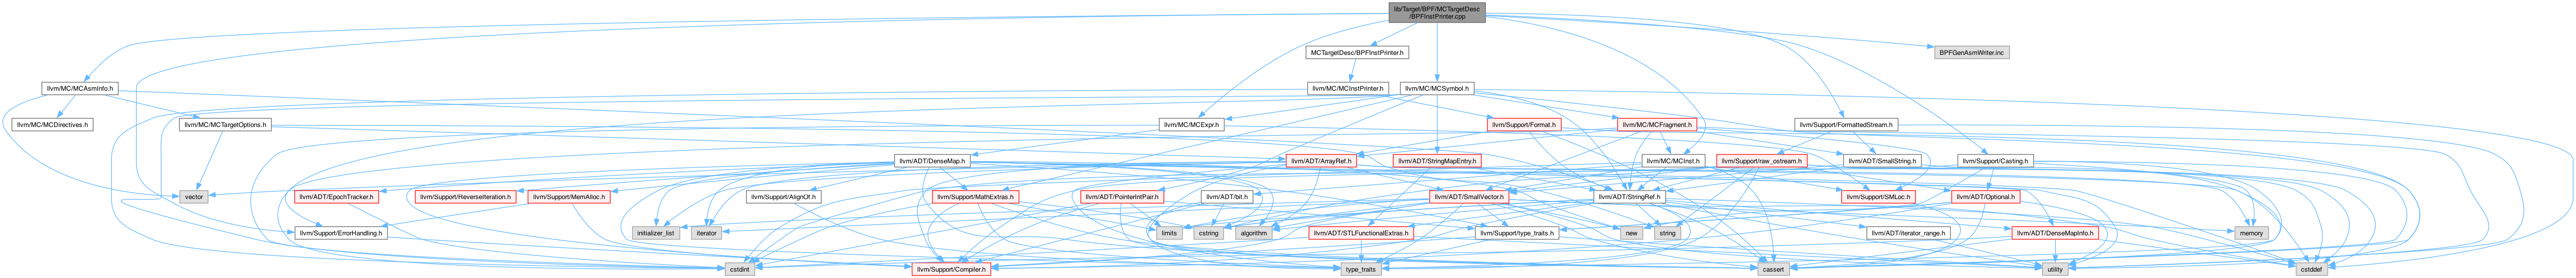 lib/Target/BPF/MCTargetDesc
/BPFInstPrinter.cpp
MCTargetDesc/BPFInstPrinter.h
BPFGenAsmWriter.inc
llvm/MC/MCAsmInfo.h
llvm/MC/MCInstPrinter.h
llvm/MC/MCSymbol.h
llvm/MC/MCDirectives.h
llvm/MC/MCTargetOptions.h
llvm/MC/MCExpr.h
llvm/Support/Format.h
llvm/MC/MCFragment.h
llvm/Support/FormattedStream.h
llvm/ADT/DenseMap.h
llvm/ADT/ArrayRef.h
llvm/ADT/StringMapEntry.h
llvm/MC/MCInst.h
llvm/Support/raw_ostream.h
llvm/ADT/SmallString.h
llvm/Support/Casting.h
vector
llvm/ADT/EpochTracker.h
llvm/Support/ReverseIteration.h
llvm/Support/MemAlloc.h
llvm/Support/AlignOf.h
llvm/Support/MathExtras.h
llvm/ADT/PointerIntPair.h
llvm/ADT/bit.h
llvm/ADT/SmallVector.h
llvm/ADT/StringRef.h
llvm/Support/SMLoc.h
llvm/ADT/Optional.h
llvm/Support/ErrorHandling.h
initializer_list
iterator
limits
cstring
algorithm
llvm/ADT/STLFunctionalExtras.h
llvm/Support/type_traits.h
new
string
llvm/ADT/iterator_range.h
llvm/ADT/DenseMapInfo.h
memory
cstdint
llvm/Support/Compiler.h
type_traits
cassert
utility
cstddef